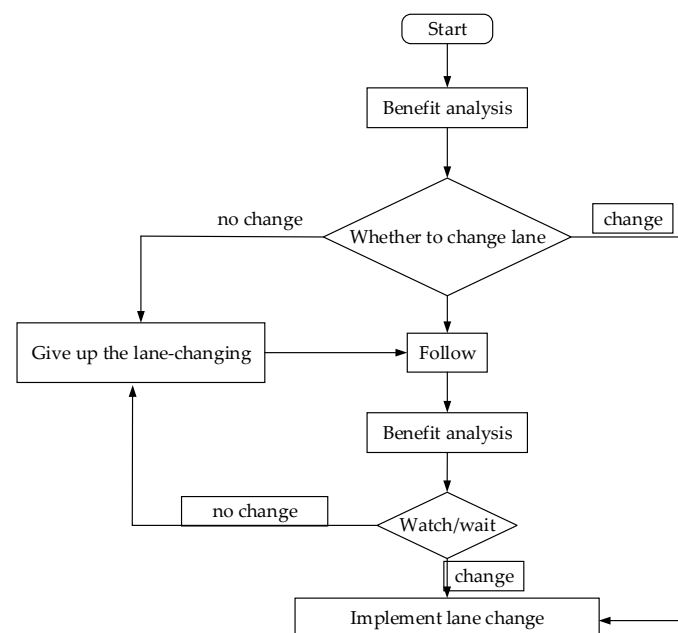 Start
Benefit analysis
no change
Whether to change lane
change
Give up the lane-changing
Follow
Benefit analysis
no change
Watch/wait
change
Implement lane change